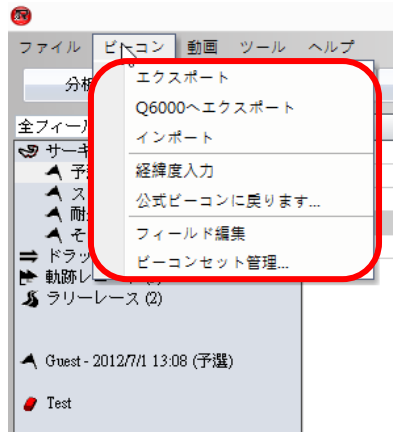 ファイル ビーコン 動画 ツール ヘルプ
エクスポート
Q6000へエクスポート
インポート
経緯度入力
公式ビーコンに戻ります...
フィールド編集
ビーコンセット管理...
分析
全フィー
サーキ
予選
ス
耐
そ
ドラッ
軌跡レ
ラリーレース (2)
Guest - 2012/7/1 13:08 (予選)
Test